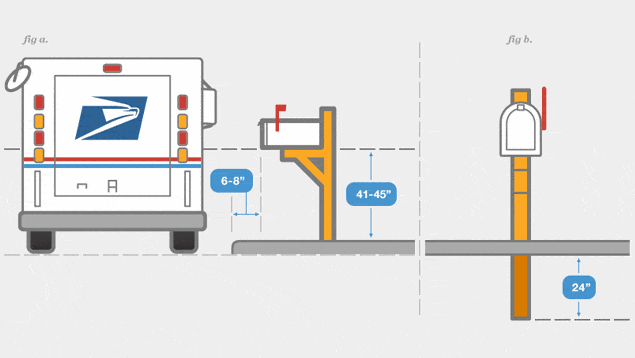 fig a.
fig b.
6-8”
41-45”
24”